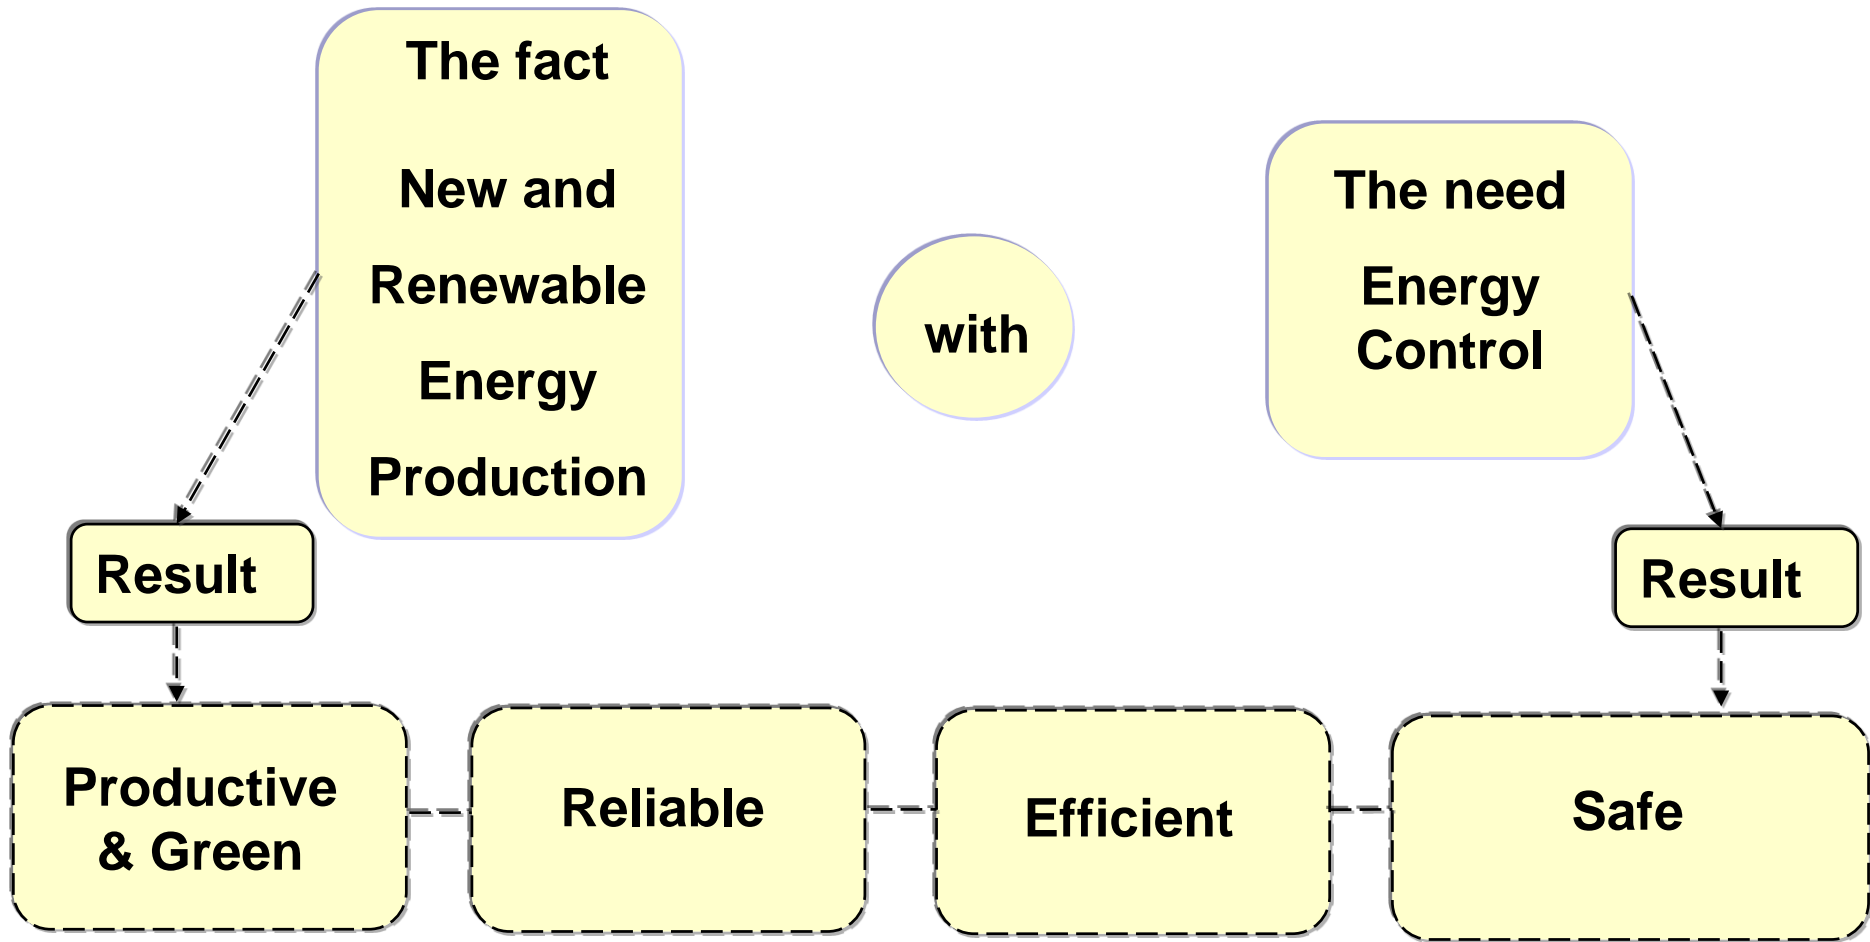 The fact
New and
Renewable
Energy
Production
with
The need
Energy
Control
Result
Result
Productive
& Green
Reliable
Efficient
Safe